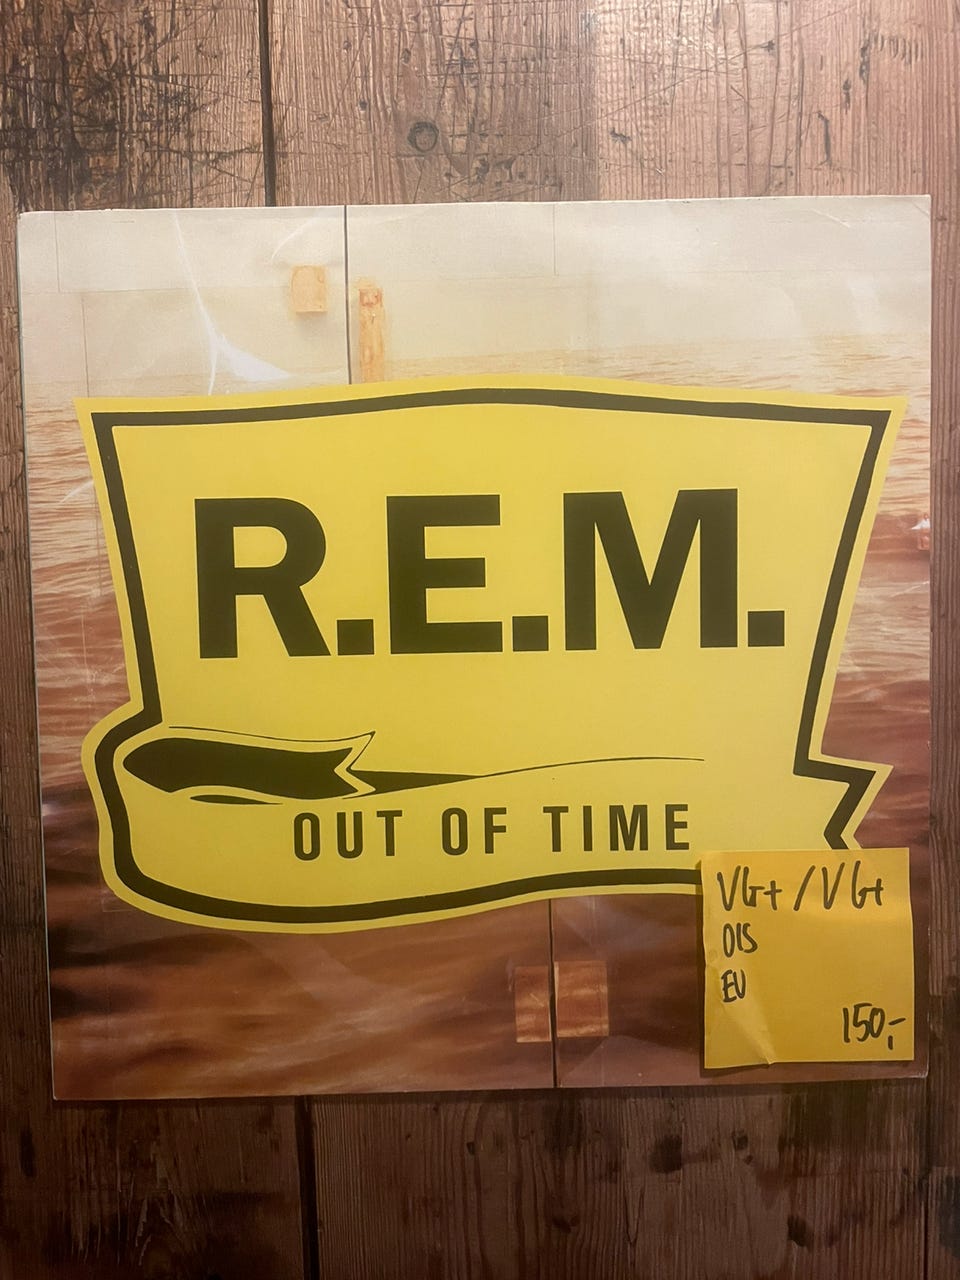 R.E.M.
OUT OF TIME
VG+ / VG+
OIS
EU
150,-